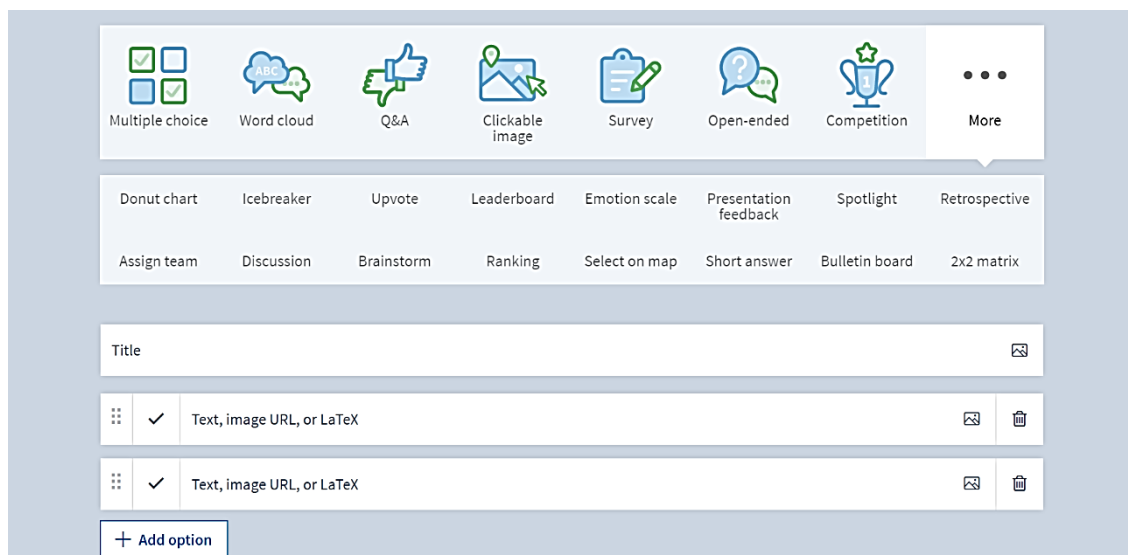 Multiple choice
ABC
Word cloud
Q&A
Clickable
image
Survey
?
Open-ended
1
Competition
More
Donut chart
Icebreaker
Upvote
Leaderboard
Emotion scale
Presentation
feedback
Spotlight
Retrospective
Assign team
Discussion
Brainstorm
Ranking
Select on map
Short answer
Bulletin board
2x2 matrix
Title
Text, image URL, or LaTeX
Text, image URL, or LaTeX
+ Add option